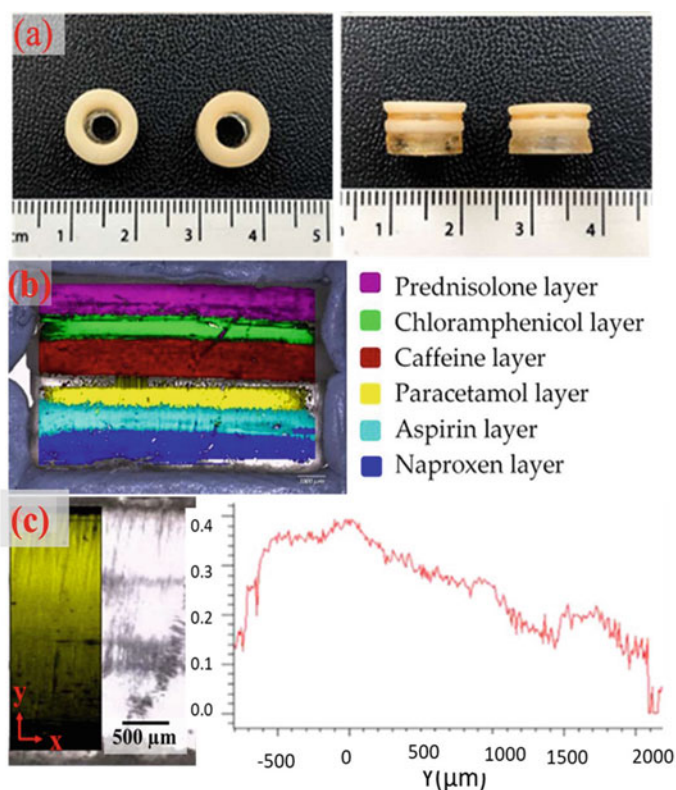 (a)
cm 1 2 3 4 5
1 2 3 4
(b)
Prednisolone layer
Chloramphenicol layer
Caffeine layer
Paracetamol layer
Aspirin layer
Naproxen layer
(c)
y
x
500 µm
0.4
0.3
0.2
0.1
0.0
-500 0 500 1000 1500 2000
Y(µm)